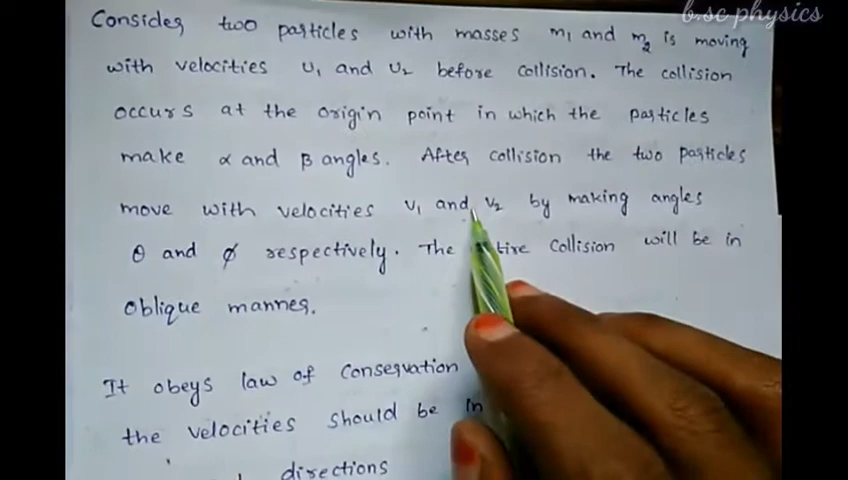 b.sc physics
Consider two particles with masses m1 and m2 is moving
with velocities u1 and u2 before collision. The collision
occurs at the origin point in which the particles
make α and β angles. After collision the two particles
move with velocities v1 and v2 by making angles
θ and ϕ respectively. The collision will be in
oblique manner.
It obeys law of conservation
the velocities should be in
directions